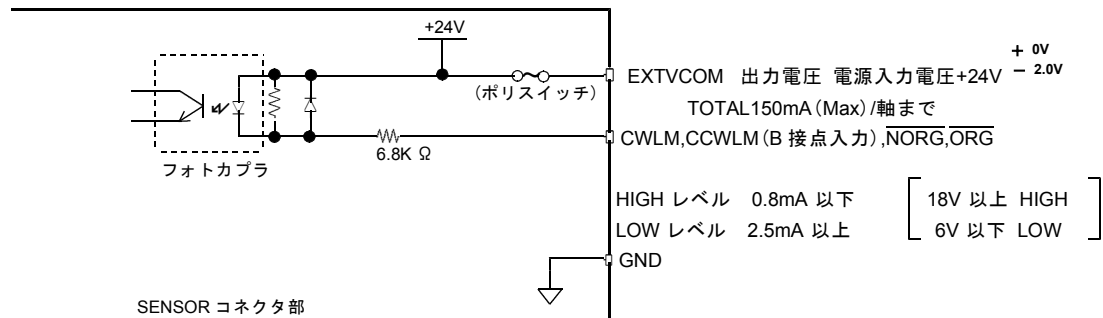 +24V
EXTVCOM 出力電圧 電源入力電圧+24V + 0V
− 2.0V
(ポリスイッチ)
TOTAL150mA(Max)/軸まで
CWLM,CCWLM(B 接点入力),NORG,ORG
6.8K Ω
フォトカプラ
HIGH レベル 0.8mA 以下 18V 以上 HIGH
LOW レベル 2.5mA 以上 6V 以下 LOW
GND
SENSOR コネクタ部